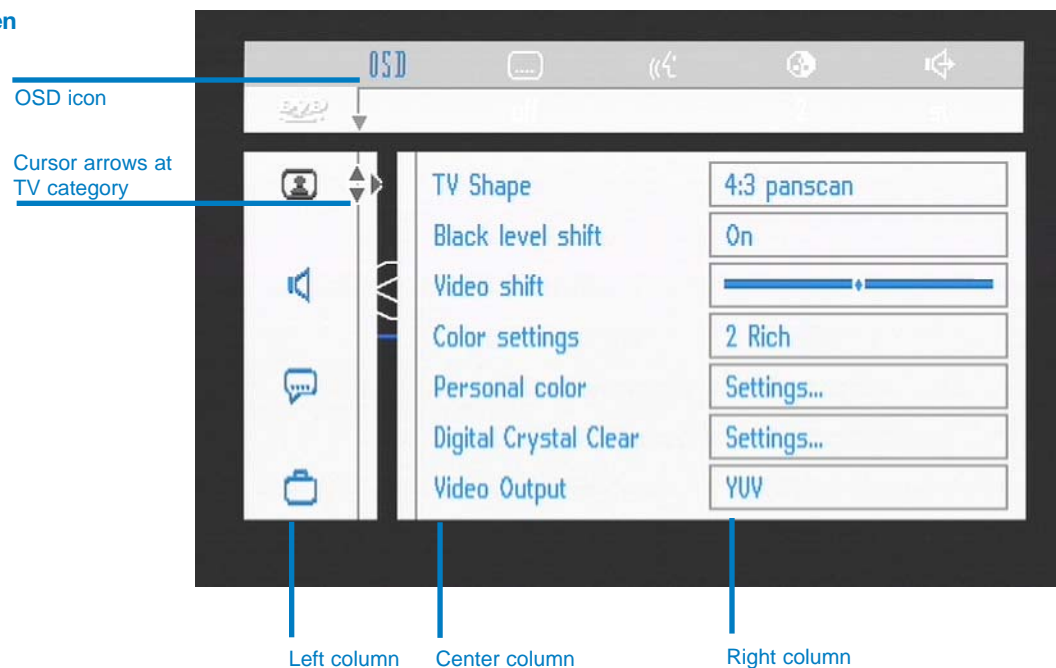 en
OSD
OSD icon
off
2
Cursor arrows at
TV category
TV Shape 4:3 panscan
Black level shift On
Video shift
Color settings 2 Rich
Personal color Settings...
Digital Crystal Clear Settings...
Video Output YUV
Left column Center column Right column